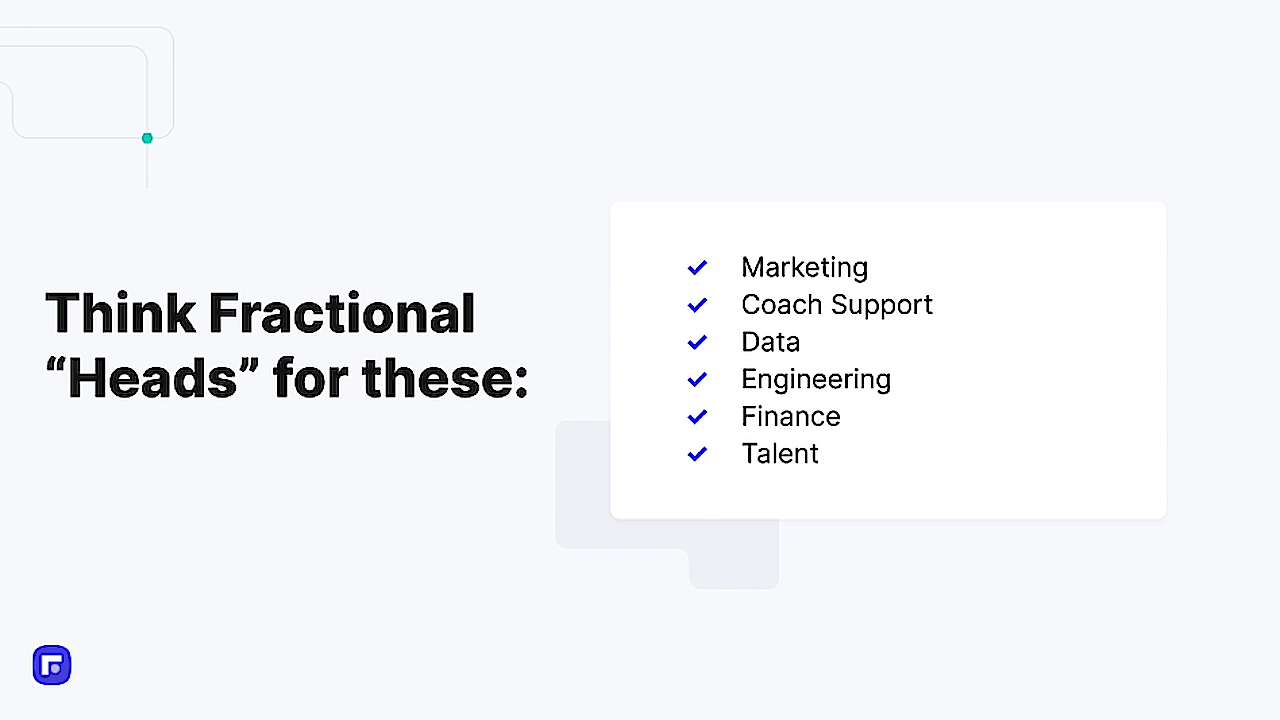 Think Fractional
“Heads” for these:
Marketing
Coach Support
Data
Engineering
Finance
Talent